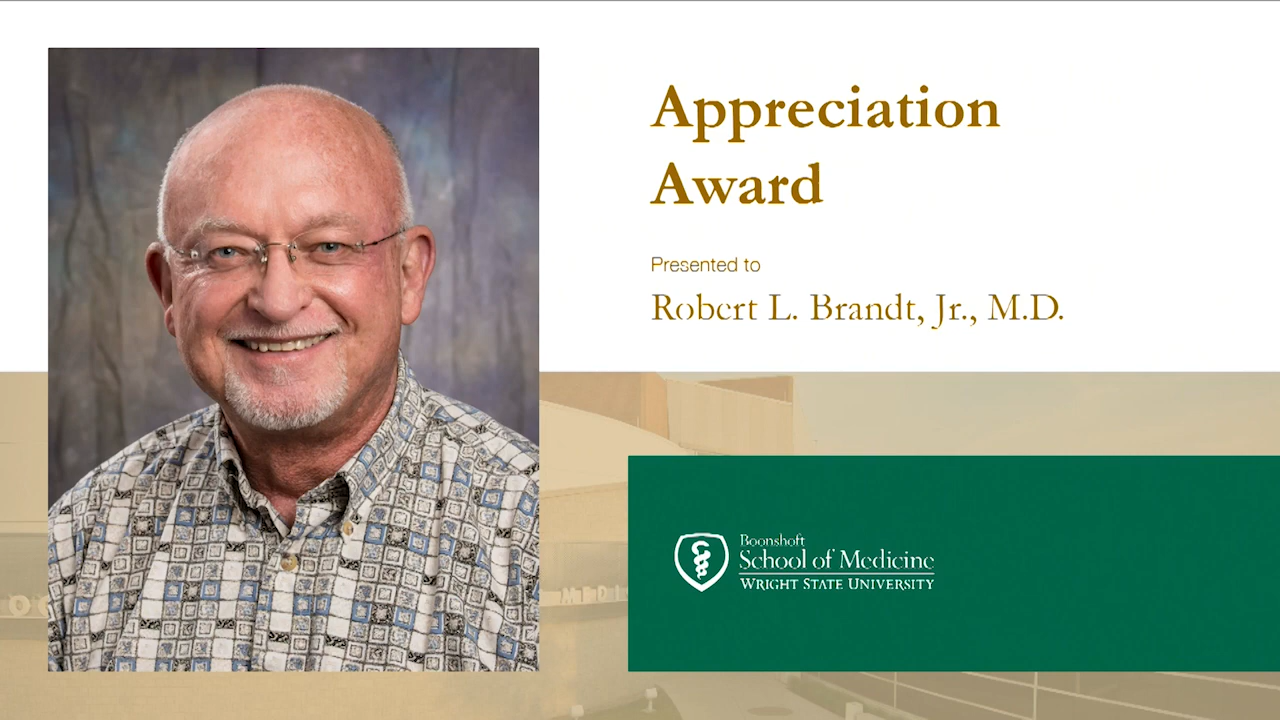 Appreciation
Award
Presented to
Robert L. Brandt, Jr., M.D.
Boonshoft
School of Medicine
WRIGHT STATE UNIVERSITY